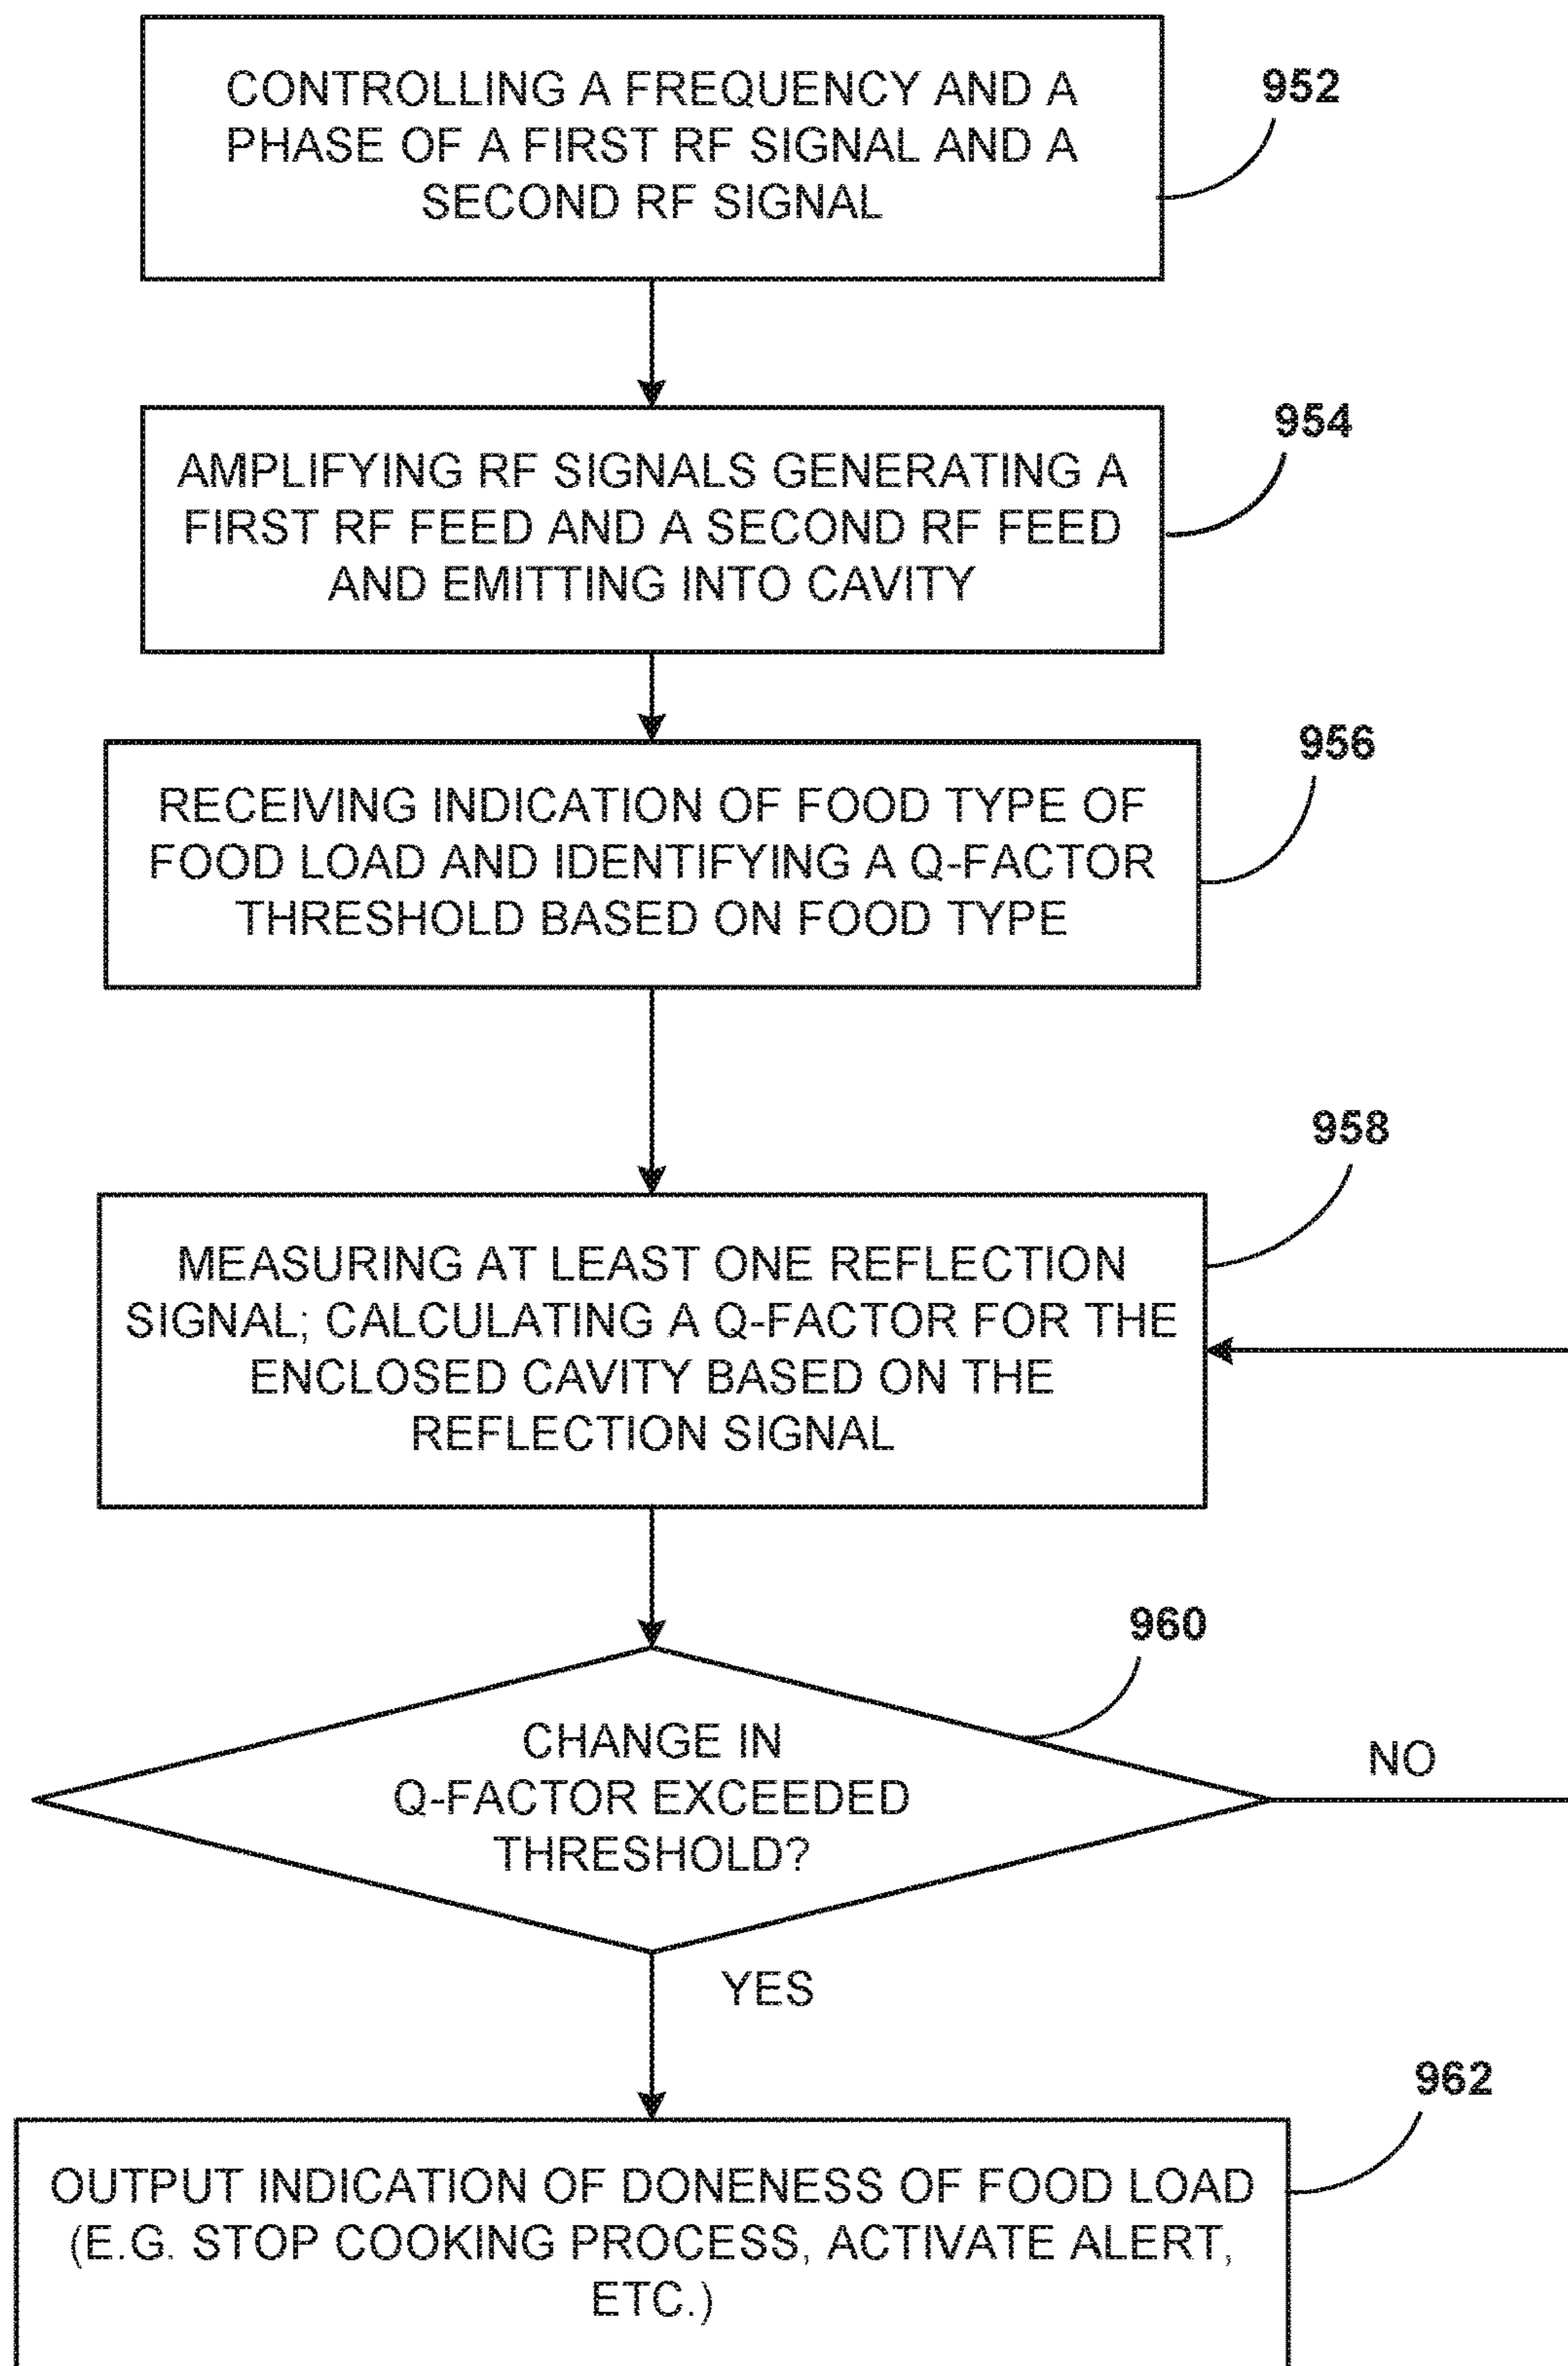 CONTROLLING A FREQUENCY AND A
PHASE OF A FIRST RF SIGNAL AND A
SECOND RF SIGNAL
952
AMPLIFYING RF SIGNALS GENERATING A
FIRST RF FEED AND A SECOND RF FEED
AND EMITTING INTO CAVITY
954
RECEIVING INDICATION OF FOOD TYPE OF
FOOD LOAD AND IDENTIFYING A Q-FACTOR
THRESHOLD BASED ON FOOD TYPE
956
MEASURING AT LEAST ONE REFLECTION
SIGNAL; CALCULATING A Q-FACTOR FOR THE
ENCLOSED CAVITY BASED ON THE
REFLECTION SIGNAL
958
CHANGE IN
Q-FACTOR EXCEEDED
THRESHOLD?
960
NO
YES
OUTPUT INDICATION OF DONENESS OF FOOD LOAD
(E.G. STOP COOKING PROCESS, ACTIVATE ALERT,
ETC.)
962